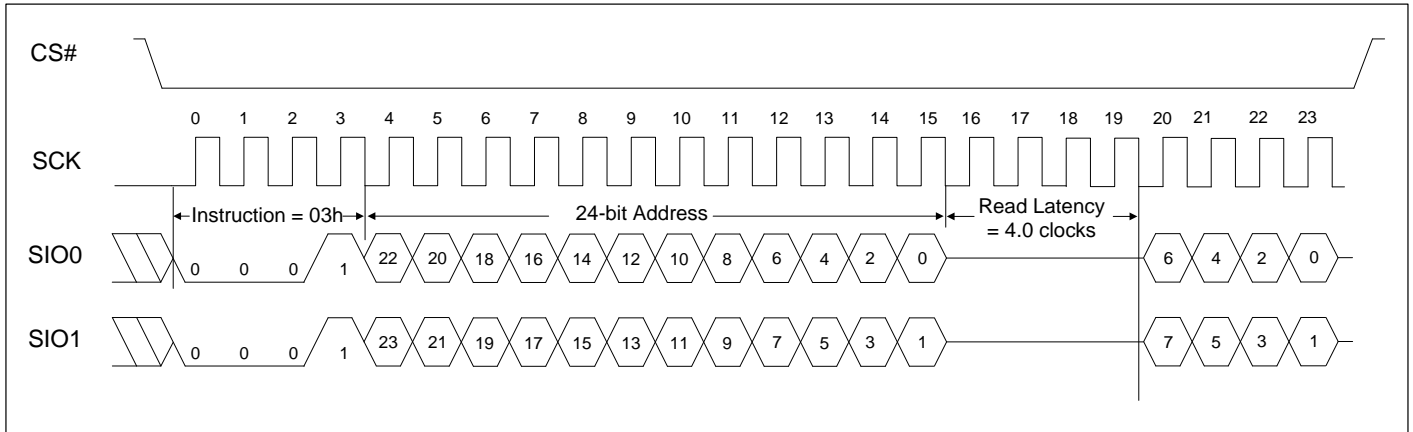 CS#
0 1 2 3 4 5 6 7 8 9 10 11 12 13 14 15 16 17 18 19 20 21 22 23
SCK
Instruction = 03h
24-bit Address
Read Latency
= 4.0 clocks
SIO0
0 0 0 1 22 20 18 16 14 12 10 8 6 4 2 0 6 4 2 0
SIO1
0 0 0 1 23 21 19 17 15 13 11 9 7 5 3 1 7 5 3 1